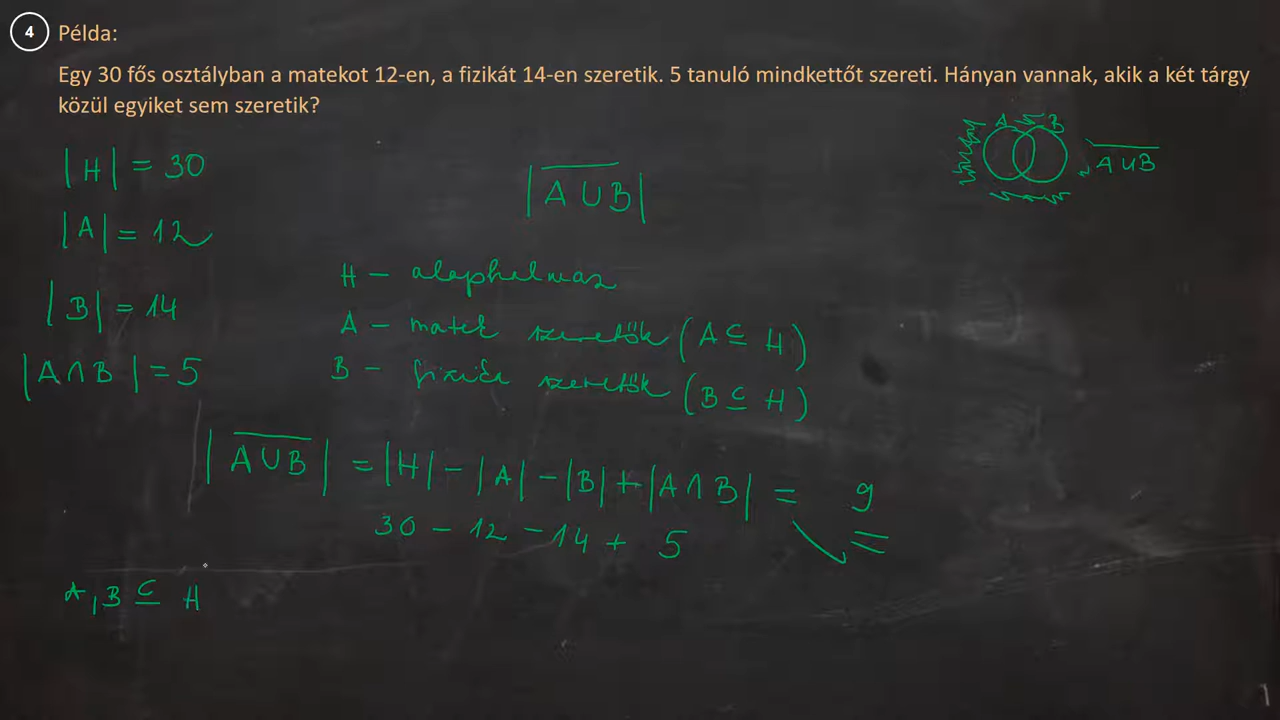 4 Példa:
Egy 30 fős osztályban a matekot 12-en, a fizikát 14-en szeretik. 5 tanuló mindkettőt szereti. Hányan vannak, akik a két tárgy
közül egyiket sem szeretik?
A B
|H| = 30
|A̅ ̅∪̅ ̅B̅|
A̅ ̅∪̅ ̅B̅
|A| = 12
H – alaphalmaz
|B| = 14
A – matek szeretők (A ⊆ H)
|A ∩ B| = 5
B – fizika szeretők (B ⊆ H)
|A̅ ̅∪̅ ̅B̅| = |H| – |A| – |B| + |A ∩ B| = 9
30 – 12 – 14 + 5
A, B ⊆ H
1